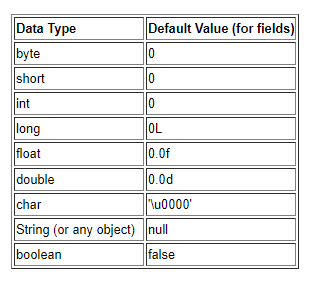 Data Type Default Value (for fields)
byte 0
short 0
int 0
long 0L
float 0.0f
double 0.0d
char '\u0000'
String (or any object) null
boolean false